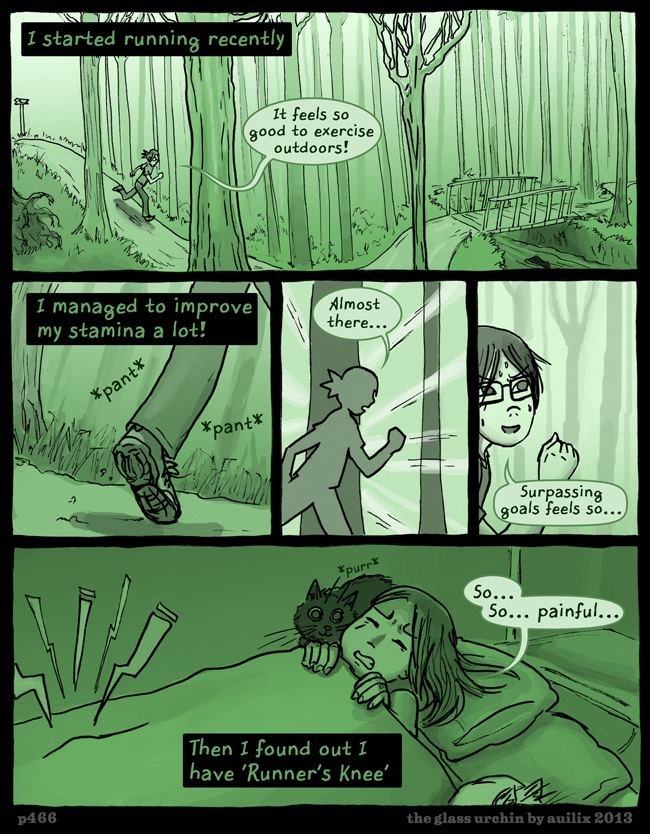 I started running recently
It feels so
good to exercise
outdoors!
I managed to improve
my stamina a lot!
*pant*
*pant*
Almost
there...
Surpassing
goals feels so...
*purr*
So...
So... painful...
Then I found out I
have 'Runner's Knee'
p466
the glass urchin by auilix 2013